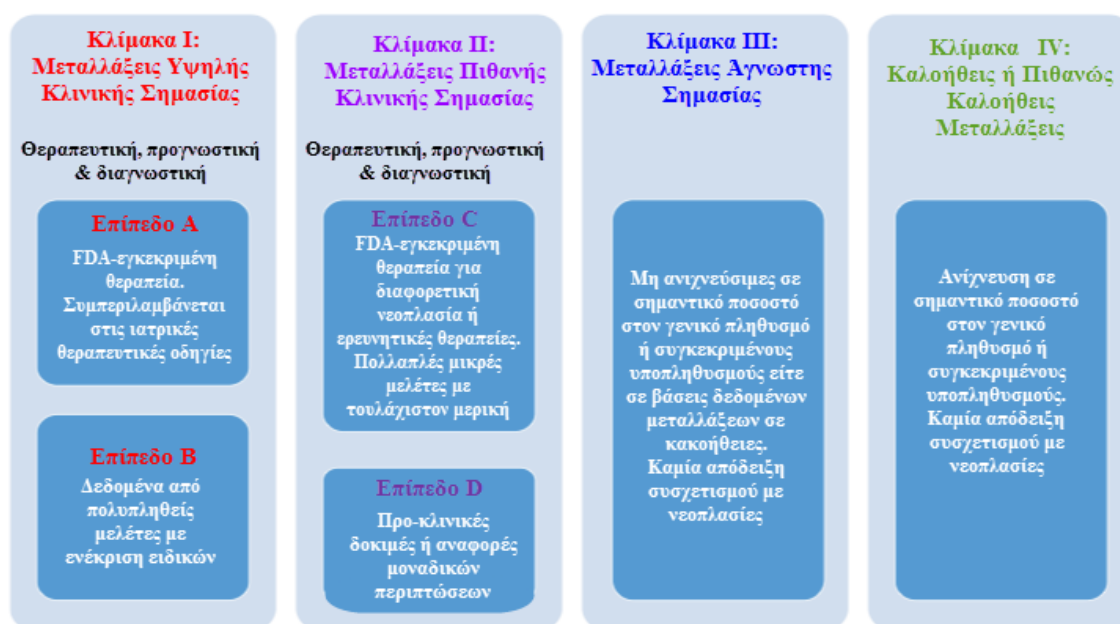 Κλίμακα I:
Μεταλλάξεις Υψηλής
Κλινικής Σημασίας
Θεραπευτική, προγνωστική
& διαγνωστική
Επίπεδο A
FDA-εγκεκριμένη
θεραπεία.
Συμπεριλαμβάνεται
στις ιατρικές
θεραπευτικές οδηγίες
Επίπεδο B
Δεδομένα από
πολυπληθείς
μελέτες με
ενέκριση ειδικών
Κλίμακα II:
Μεταλλάξεις Πιθανής
Κλινικής Σημασίας
Θεραπευτική, προγνωστική
& διαγνωστική
Επίπεδο C
FDA-εγκεκριμένη
θεραπεία για
διαφορετική
νεοπλασία ή
ερευνητικές θεραπείες.
Πολλαπλές μικρές
μελέτες με
τουλάχιστον μερική
Επίπεδο D
Προ-κλινικές
δοκιμές ή αναφορές
μοναδικών
περιπτώσεων
Κλίμακα III:
Μεταλλάξεις Άγνωστης
Σημασίας
Μη ανιχνεύσιμες σε
σημαντικό ποσοστό
στον γενικό πληθυσμό
ή συγκεκριμένους
υποπληθυσμούς είτε
σε βάσεις δεδομένων
μεταλλάξεων σε
κακοήθειες.
Καμία απόδειξη
συσχετισμού με
νεοπλασίες
Κλίμακα IV:
Καλοήθεις ή Πιθανώς
Καλοήθεις
Μεταλλάξεις
Ανίχνευση σε
σημαντικό ποσοστό
στον γενικό
πληθυσμό ή
συγκεκριμένους
υποπληθυσμούς.
Καμία απόδειξη
συσχετισμού με
νεοπλασίες